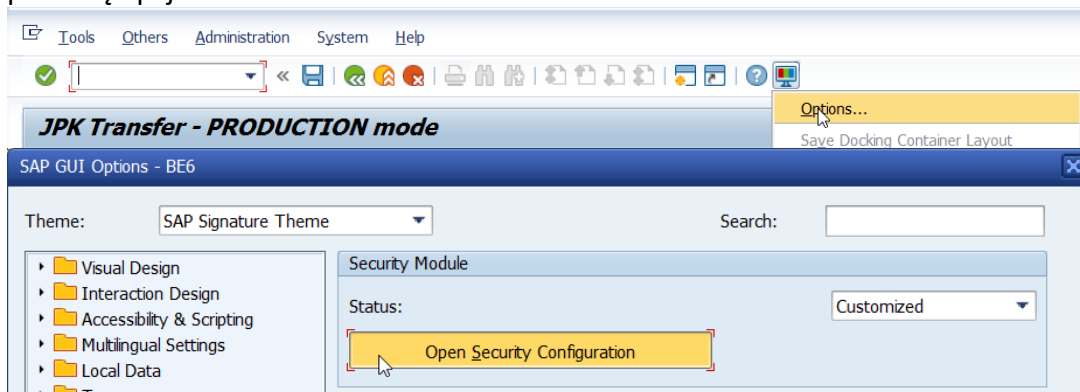 Tools Others Administration System Help
JPK Transfer - PRODUCTION mode
Options...
Save Docking Container Layout
SAP GUI Options - BE6
Theme: SAP Signature Theme Search:
Visual Design
Interaction Design
Accessibility & Scripting
Multilingual Settings
Local Data
Security Module
Status: Customized
Open Security Configuration